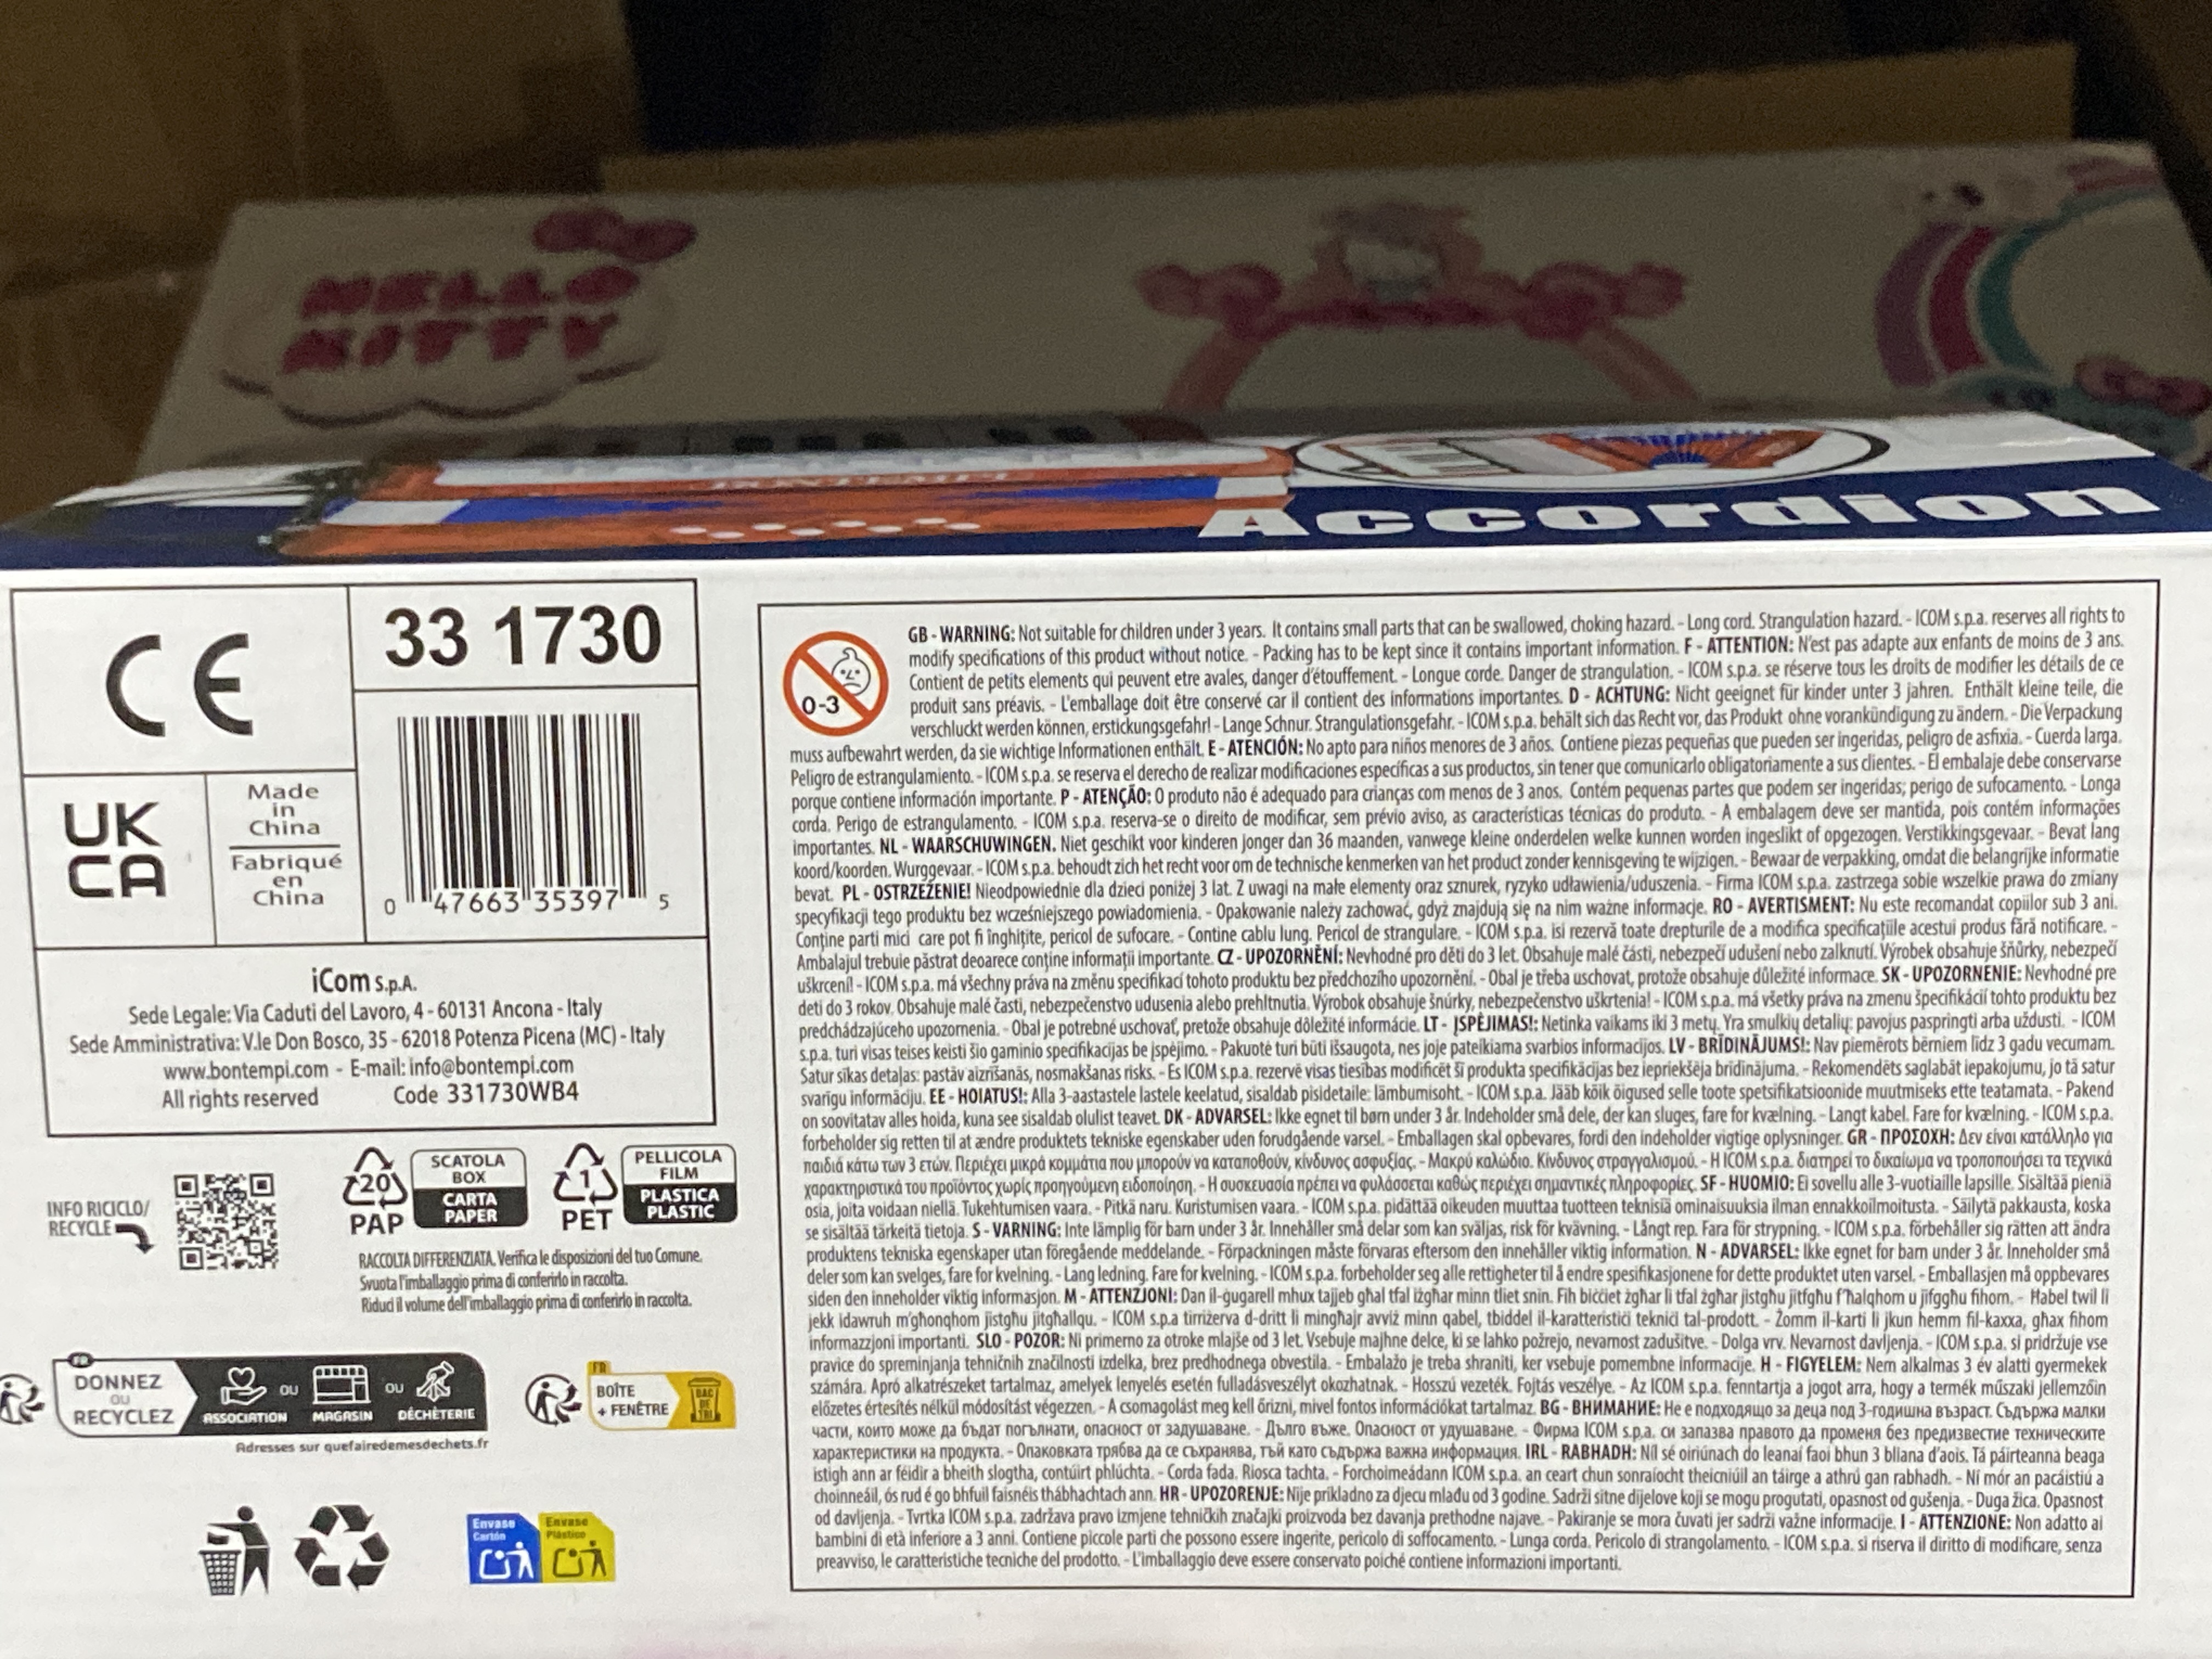 HELLO
KITTY
Accordion
CE
33 1730
UK
CA
Made
in
China
Fabriqué
en
China
0 47663 35397 5
iCom S.p.A.
Sede Legale: Via Caduti del Lavoro, 4 - 60131 Ancona - Italy
Sede Amministrativa: V.le Don Bosco, 35 - 62018 Potenza Picena (MC) - Italy
www.bontempi.com - E-mail: info@bontempi.com
All rights reserved Code 331730WB4
INFO RICICLO/
RECYCLE
20
PAP
SCATOLA
BOX
CARTA
PAPER
1
PET
PELLICOLA
FILM
PLASTICA
PLASTIC
RACCOLTA DIFFERENZIATA. Verifica le disposizioni del tuo Comune.
Svuota l'imballaggio prima di conferirlo in raccolta.
Riduci il volume dell'imballaggio prima di conferirlo in raccolta.
FR
DONNEZ
OU
RECYCLEZ
ASSOCIATION
OU
MAGASIN
OU
DÉCHÈTERIE
Adresses sur quefairedemesdechets.fr
FR
BOÎTE
+ FENÊTRE
BAC
DE
TRI
Envase
Cartón
Envase
Plástico
0-3
GB - WARNING: Not suitable for children under 3 years. It contains small parts that can be swallowed, choking hazard. - Long cord. Strangulation hazard. - ICOM s.p.a. reserves all rights to
modify specifications of this product without notice. - Packing has to be kept since it contains important information. F - ATTENTION: N'est pas adapte aux enfants de moins de 3 ans.
Contient de petits elements qui peuvent etre avales, danger d'étouffement. - Longue corde. Danger de strangulation. - ICOM s.p.a. se réserve tous les droits de modifier les détails de ce
produit sans préavis. - L'emballage doit être conservé car il contient des informations importantes. D - ACHTUNG: Nicht geeignet für kinder unter 3 jahren. Enthält kleine teile, die
verschluckt werden können, erstickungsgefahr! - Lange Schnur. Strangulationsgefahr. - ICOM s.p.a. behält sich das Recht vor, das Produkt ohne vorankündigung zu ändern. - Die Verpackung
muss aufbewahrt werden, da sie wichtige Informationen enthält. E - ATENCIÓN: No apto para niños menores de 3 años. Contiene piezas pequeñas que pueden ser ingeridas, peligro de asfixia. - Cuerda larga.
Peligro de estrangulamiento. - ICOM s.p.a. se reserva el derecho de realizar modificaciones específicas a sus productos, sin tener que comunicarlo obligatoriamente a sus clientes. - El embalaje debe conservarse
porque contiene información importante. P - ATENÇÃO: O produto não é adequado para crianças com menos de 3 anos. Contém pequenas partes que podem ser ingeridas; perigo de sufocamento. - Longa
corda. Perigo de estrangulamento. - ICOM s.p.a. reserva-se o direito de modificar, sem prévio aviso, as características técnicas do produto. - A embalagem deve ser mantida, pois contém informações
importantes. NL - WAARSCHUWINGEN. Niet geschikt voor kinderen jonger dan 36 maanden, vanwege kleine onderdelen welke kunnen worden ingeslikt of opgezogen. Verstikkingsgevaar. - Bevat lang
koord/koorden. Wurggevaar. - ICOM s.p.a. behoudt zich het recht voor om de technische kenmerken van het product zonder kennisgeving te wijzigen. - Bewaar de verpakking, omdat die belangrijke informatie
bevat. PL - OSTRZEŻENIE! Nieodpowiednie dla dzieci poniżej 3 lat. Z uwagi na małe elementy oraz sznurek, ryzyko udławienia/uduszenia. - Firma ICOM s.p.a. zastrzega sobie wszelkie prawa do zmiany
specyfikacji tego produktu bez wcześniejszego powiadomienia. - Opakowanie należy zachować, gdyż znajdują się na nim ważne informacje. RO - AVERTISMENT: Nu este recomandat copiilor sub 3 ani.
Conține parti mici care pot fi înghițite, pericol de sufocare. - Contine cablu lung. Pericol de strangulare. - ICOM s.p.a. isi rezervă toate drepturile de a modifica specificațiile acestui produs fără notificare. -
Ambalajul trebuie păstrat deoarece conține informații importante. CZ - UPOZORNĚNÍ: Nevhodné pro děti do 3 let. Obsahuje malé části, nebezpečí udušení nebo zalknutí. Výrobek obsahuje šňůrky, nebezpečí
uškrcení! - ICOM s.p.a. má všechny práva na změnu specifikací tohoto produktu bez předchozího upozornění. - Obal je třeba uschovat, protože obsahuje důležité informace. SK - UPOZORNENIE: Nevhodné pre
deti do 3 rokov. Obsahuje malé časti, nebezpečenstvo udusenia alebo prehltnutia. Výrobok obsahuje šnúrky, nebezpečenstvo uškrtenia! - ICOM s.p.a. má všetky práva na zmenu špecifikácií tohto produktu bez
predchádzajúceho upozornenia. - Obal je potrebné uschovať, pretože obsahuje dôležité informácie. LT - ĮSPĖJIMAS!: Netinka vaikams iki 3 metų. Yra smulkių detalių: pavojus paspringti arba uždusti. - ICOM
s.p.a. turi visas teises keisti šio gaminio specifikacijas be įspėjimo. - Pakuotė turi būti išsaugota, nes joje pateikiama svarbios informacijos. LV - BRĪDINĀJUMS!: Nav piemērots bērniem līdz 3 gadu vecumam.
Satur sīkas detaļas: pastāv aizrīšanās, nosmakšanas risks. - Es ICOM s.p.a. rezervē visas tiesības modificēt šī produkta specifikācijas bez iepriekšēja brīdinājuma. - Rekomendēts saglabāt iepakojumu, jo tā satur
svarīgu informāciju. EE - HOIATUS!: Alla 3-aastastele lastele keelatud, sisaldab pisidetaile: lämbumisoht. - ICOM s.p.a. Jääb kõik õigused selle toote spetsifikatsioonide muutmiseks ette teatamata. - Pakend
on soovitatav alles hoida, kuna see sisaldab olulist teavet. DK - ADVARSEL: Ikke egnet til børn under 3 år. Indeholder små dele, der kan sluges, fare for kvælning. - Langt kabel. Fare for kvælning. - ICOM s.p.a.
forbeholder sig retten til at ændre produktets tekniske egenskaber uden forudgående varsel. - Emballagen skal opbevares, fordi den indeholder vigtige oplysninger. GR - ΠΡΟΣΟΧΗ: Δεν είναι κατάλληλο για
παιδιά κάτω των 3 ετών. Περιέχει μικρά κομμάτια που μπορούν να καταποθούν, κίνδυνος ασφυξίας. - Μακρύ καλώδιο. Κίνδυνος στραγγαλισμού. - Η ICOM s.p.a. διατηρεί το δικαίωμα να τροποποιήσει τα τεχνικά
χαρακτηριστικά του προϊόντος χωρίς προηγούμενη ειδοποίηση. - Η συσκευασία πρέπει να φυλάσσεται καθώς περιέχει σημαντικές πληροφορίες. SF - HUOMIO: Ei sovellu alle 3-vuotiaille lapsille. Sisältää pieniä
osia, joita voidaan niellä. Tukehtumisen vaara. - Pitkä naru. Kuristumisen vaara. - ICOM s.p.a. pidättää oikeuden muuttaa tuotteen teknisiä ominaisuuksia ilman ennakkoilmoitusta. - Säilytä pakkausta, koska
se sisältää tärkeitä tietoja. S - VARNING: Inte lämplig för barn under 3 år. Innehåller små delar som kan sväljas, risk för kvävning. - Långt rep. Fara för strypning. - ICOM s.p.a. förbehåller sig rätten att ändra
produktens tekniska egenskaper utan föregående meddelande. - Förpackningen måste förvaras eftersom den innehåller viktig information. N - ADVARSEL: Ikke egnet for barn under 3 år. Inneholder små
deler som kan svelges, fare for kvelning. - Lang ledning. Fare for kvelning. - ICOM s.p.a. forbeholder seg alle rettigheter til å endre spesifikasjonene for dette produktet uten varsel. - Emballasjen må oppbevares
siden den inneholder viktig informasjon. M - ATTENZJONI: Dan il-gugarell mhux tajjeb ghal tfal iżghar minn tliet snin. Fih bicciet żghar li tfal żghar jistghu jitfghu f'halqhom u jifgghu fihom. - Habel twil li
jekk idawruh m'ghonqhom jistghu jitghallqu. - ICOM s.p.a tirriżerva d-dritt li minghajr avviż minn qabel, tbiddel il-karatteristici teknici tal-prodott. - Żomm il-karti li jkun hemm fil-kaxxa, ghax fihom
informazzjoni importanti. SLO - POZOR: Ni primerno za otroke mlajše od 3 let. Vsebuje majhne delce, ki se lahko požrejo, nevarnost zadušitve. - Dolga vrv. Nevarnost davljenja. - ICOM s.p.a. si pridržuje vse
pravice do spreminjanja tehničnih značilnosti izdelka, brez predhodnega obvestila. - Embalažo je treba shraniti, ker vsebuje pomembne informacije. H - FIGYELEM: Nem alkalmas 3 év alatti gyermekek
számára. Apró alkatrészeket tartalmaz, amelyek lenyelés esetén fulladásveszélyt okozhatnak. - Hosszú vezeték. Fojtás veszélye. - Az ICOM s.p.a. fenntartja a jogot arra, hogy a termék műszaki jellemzőin
előzetes értesítés nélkül módosítást végezzen. - A csomagolást meg kell őrizni, mivel fontos információkat tartalmaz. BG - ВНИМАНИЕ: Не е подходящо за деца под 3-годишна възраст. Съдържа малки
части, които може да бъдат погълнати, опасност от задушаване. - Дълго въже. Опасност от удушаване. - Фирма ICOM s.p.a. си запазва правото да променя без предизвестие техническите
характеристики на продукта. - Опаковката трябва да се съхранява, тъй като съдържа важна информация. IRL - RABHADH: Níl sé oiriúnach do leanaí faoi bhun 3 bliana d'aois. Tá páirteanna beaga
istigh ann ar féidir a bheith slogtha, contúirt phlúchta. - Corda fada. Riosca tachta. - Forchoimeádann ICOM s.p.a. an ceart chun sonraíocht theicniúil an táirge a athrú gan rabhadh. - Ní mór an pacáistiú a
choinneáil, ós rud é go bhfuil faisnéis thábhachtach ann. HR - UPOZORENJE: Nije prikladno za djecu mlađu od 3 godine. Sadrži sitne dijelove koji se mogu progutati, opasnost od gušenja. - Duga žica. Opasnost
od davljenja. - Tvrtka ICOM s.p.a. zadržava pravo izmjene tehničkih značajki proizvoda bez davanja prethodne najave. - Pakiranje se mora čuvati jer sadrži važne informacije. I - ATTENZIONE: Non adatto ai
bambini di età inferiore a 3 anni. Contiene piccole parti che possono essere ingerite, pericolo di soffocamento. - Lunga corda. Pericolo di strangolamento. - ICOM s.p.a. si riserva il diritto di modificare, senza
preavviso, le caratteristiche tecniche del prodotto. - L'imballaggio deve essere conservato poiché contiene informazioni importanti.